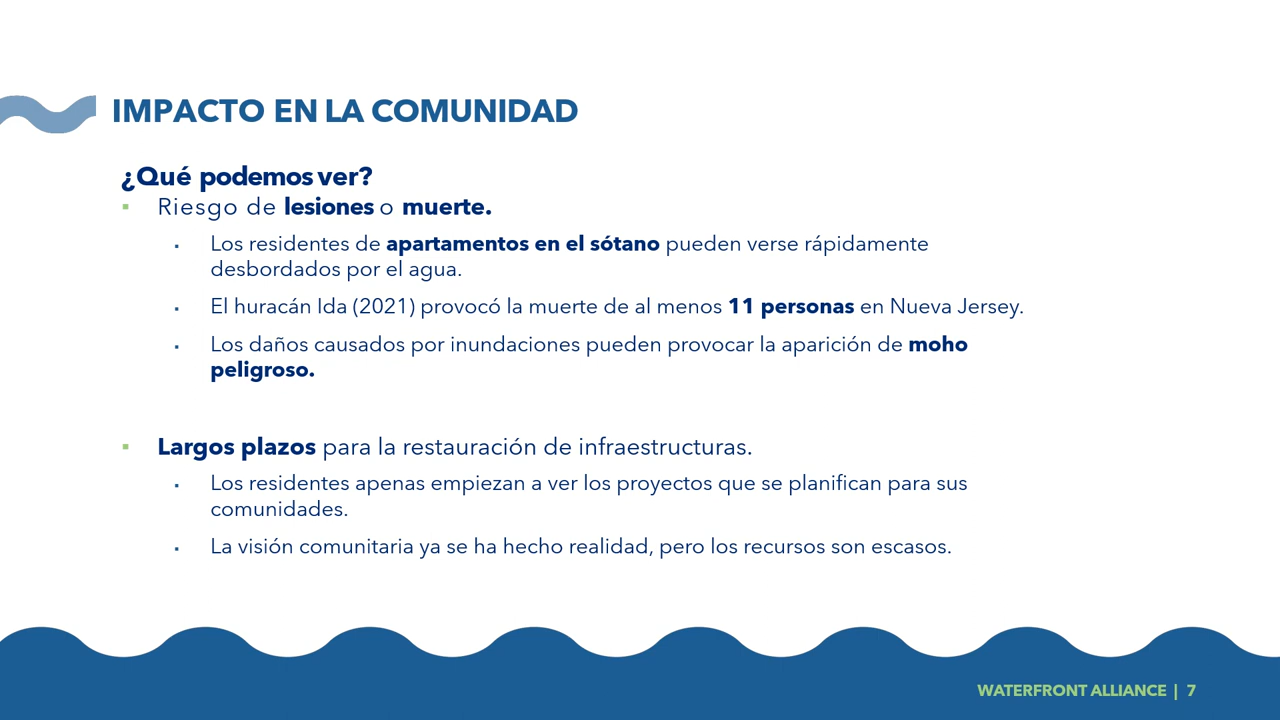 IMPACTO EN LA COMUNIDAD
¿Qué podemos ver?
▪ Riesgo de lesiones o muerte.
▪ Los residentes de apartamentos en el sótano pueden verse rápidamente
desbordados por el agua.
▪ El huracán Ida (2021) provocó la muerte de al menos 11 personas en Nueva Jersey.
▪ Los daños causados por inundaciones pueden provocar la aparición de moho
peligroso.
▪ Largos plazos para la restauración de infraestructuras.
▪ Los residentes apenas empiezan a ver los proyectos que se planifican para sus
comunidades.
▪ La visión comunitaria ya se ha hecho realidad, pero los recursos son escasos.
WATERFRONT ALLIANCE | 7